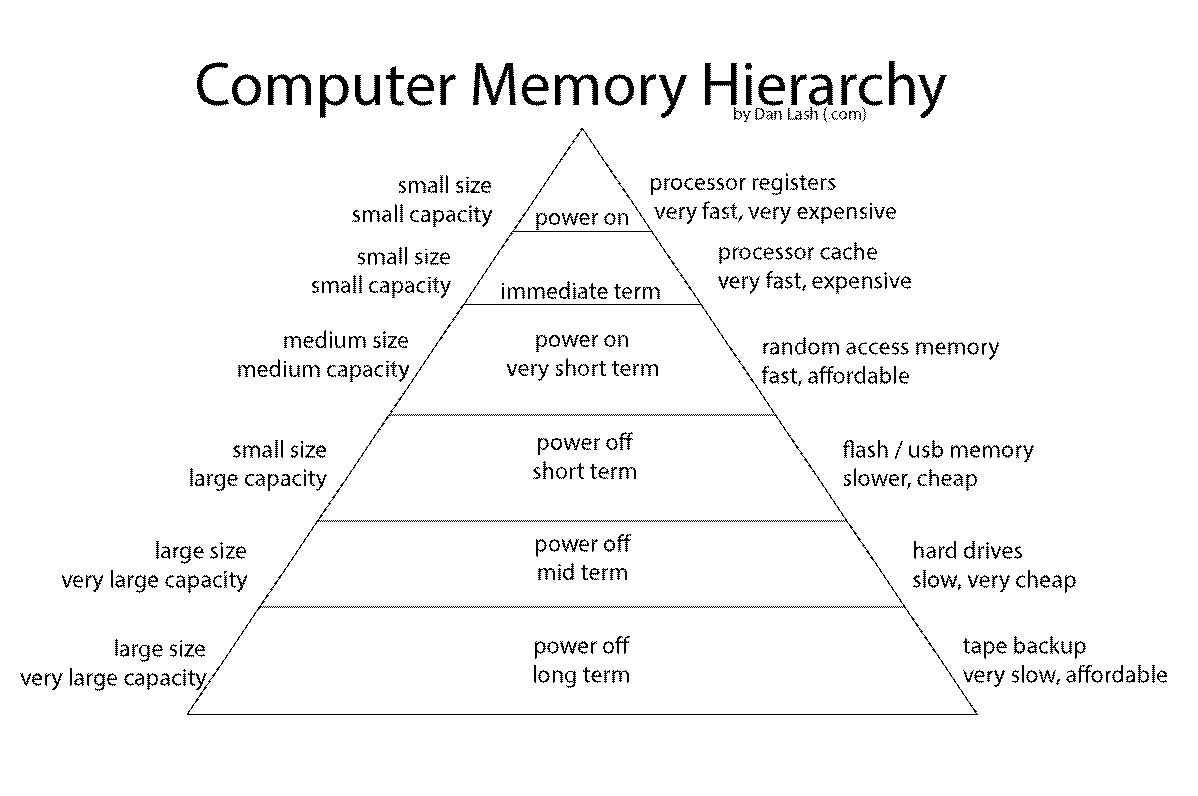 Computer Memory Hierarchy
by Dan Lash (.com)
small size
small capacity
power on
processor registers
very fast, very expensive
small size
small capacity
immediate term
processor cache
very fast, expensive
medium size
medium capacity
power on
very short term
random access memory
fast, affordable
small size
large capacity
power off
short term
flash / usb memory
slower, cheap
large size
very large capacity
power off
mid term
hard drives
slow, very cheap
large size
very large capacity
power off
long term
tape backup
very slow, affordable